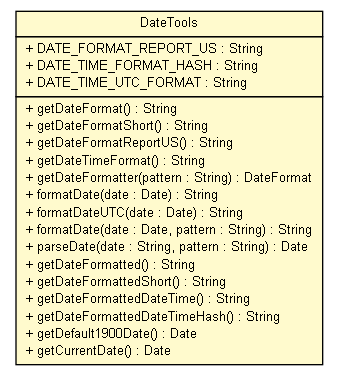 DateTools
+ DATE_FORMAT_REPORT_US : String
+ DATE_TIME_FORMAT_HASH : String
+ DATE_TIME_UTC_FORMAT : String
+ getDateFormat() : String
+ getDateFormatShort() : String
+ getDateFormatReportUS() : String
+ getDateTimeFormat() : String
+ getDateFormatter(pattern : String) : DateFormat
+ formatDate(date : Date) : String
+ formatDateUTC(date : Date) : String
+ formatDate(date : Date, pattern : String) : String
+ parseDate(date : String, pattern : String) : Date
+ getDateFormatted() : String
+ getDateFormattedShort() : String
+ getDateFormattedDateTime() : String
+ getDateFormattedDateTimeHash() : String
+ getDefault1900Date() : Date
+ getCurrentDate() : Date